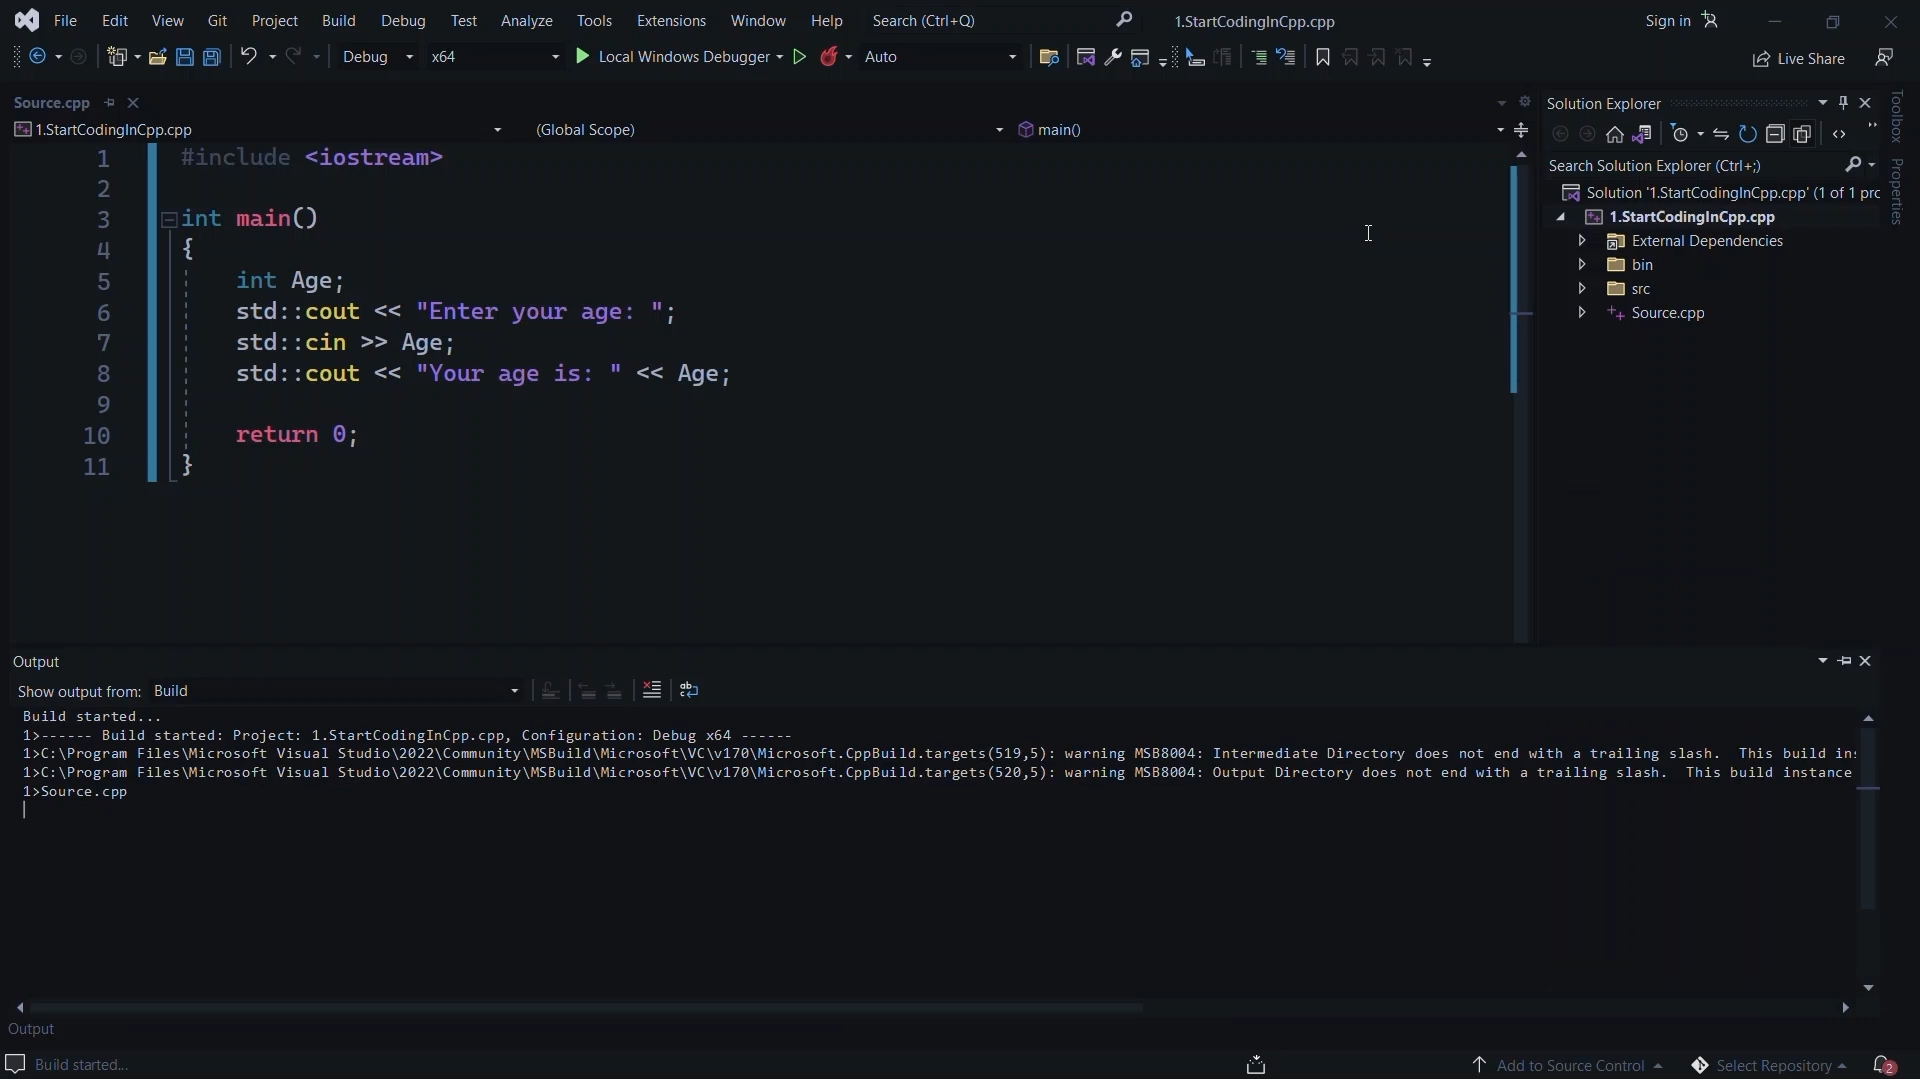 File Edit View Git Project Build Debug Test Analyze Tools Extensions Window Help Search (Ctrl+Q) 1.StartCodingInCpp.cpp Sign in
Debug x64 Local Windows Debugger Auto Live Share
Source.cpp
1.StartCodingInCpp.cpp (Global Scope) main()
1 #include <iostream>
2
3 int main()
4 {
5 int Age;
6 std::cout << "Enter your age: ";
7 std::cin >> Age;
8 std::cout << "Your age is: " << Age;
9
10 return 0;
11 }
Solution Explorer
Search Solution Explorer (Ctrl+;)
Solution '1.StartCodingInCpp.cpp' (1 of 1 prc
1.StartCodingInCpp.cpp
External Dependencies
bin
src
Source.cpp
Toolbox
Properties
Output
Show output from: Build
Build started...
1>------ Build started: Project: 1.StartCodingInCpp.cpp, Configuration: Debug x64 ------
1>C:\Program Files\Microsoft Visual Studio\2022\Community\MSBuild\Microsoft\VC\v170\Microsoft.CppBuild.targets(519,5): warning MSB8004: Intermediate Directory does not end with a trailing slash.  This build ins
1>C:\Program Files\Microsoft Visual Studio\2022\Community\MSBuild\Microsoft\VC\v170\Microsoft.CppBuild.targets(520,5): warning MSB8004: Output Directory does not end with a trailing slash.  This build instance
1>Source.cpp
Output
Build started... Add to Source Control Select Repository 2